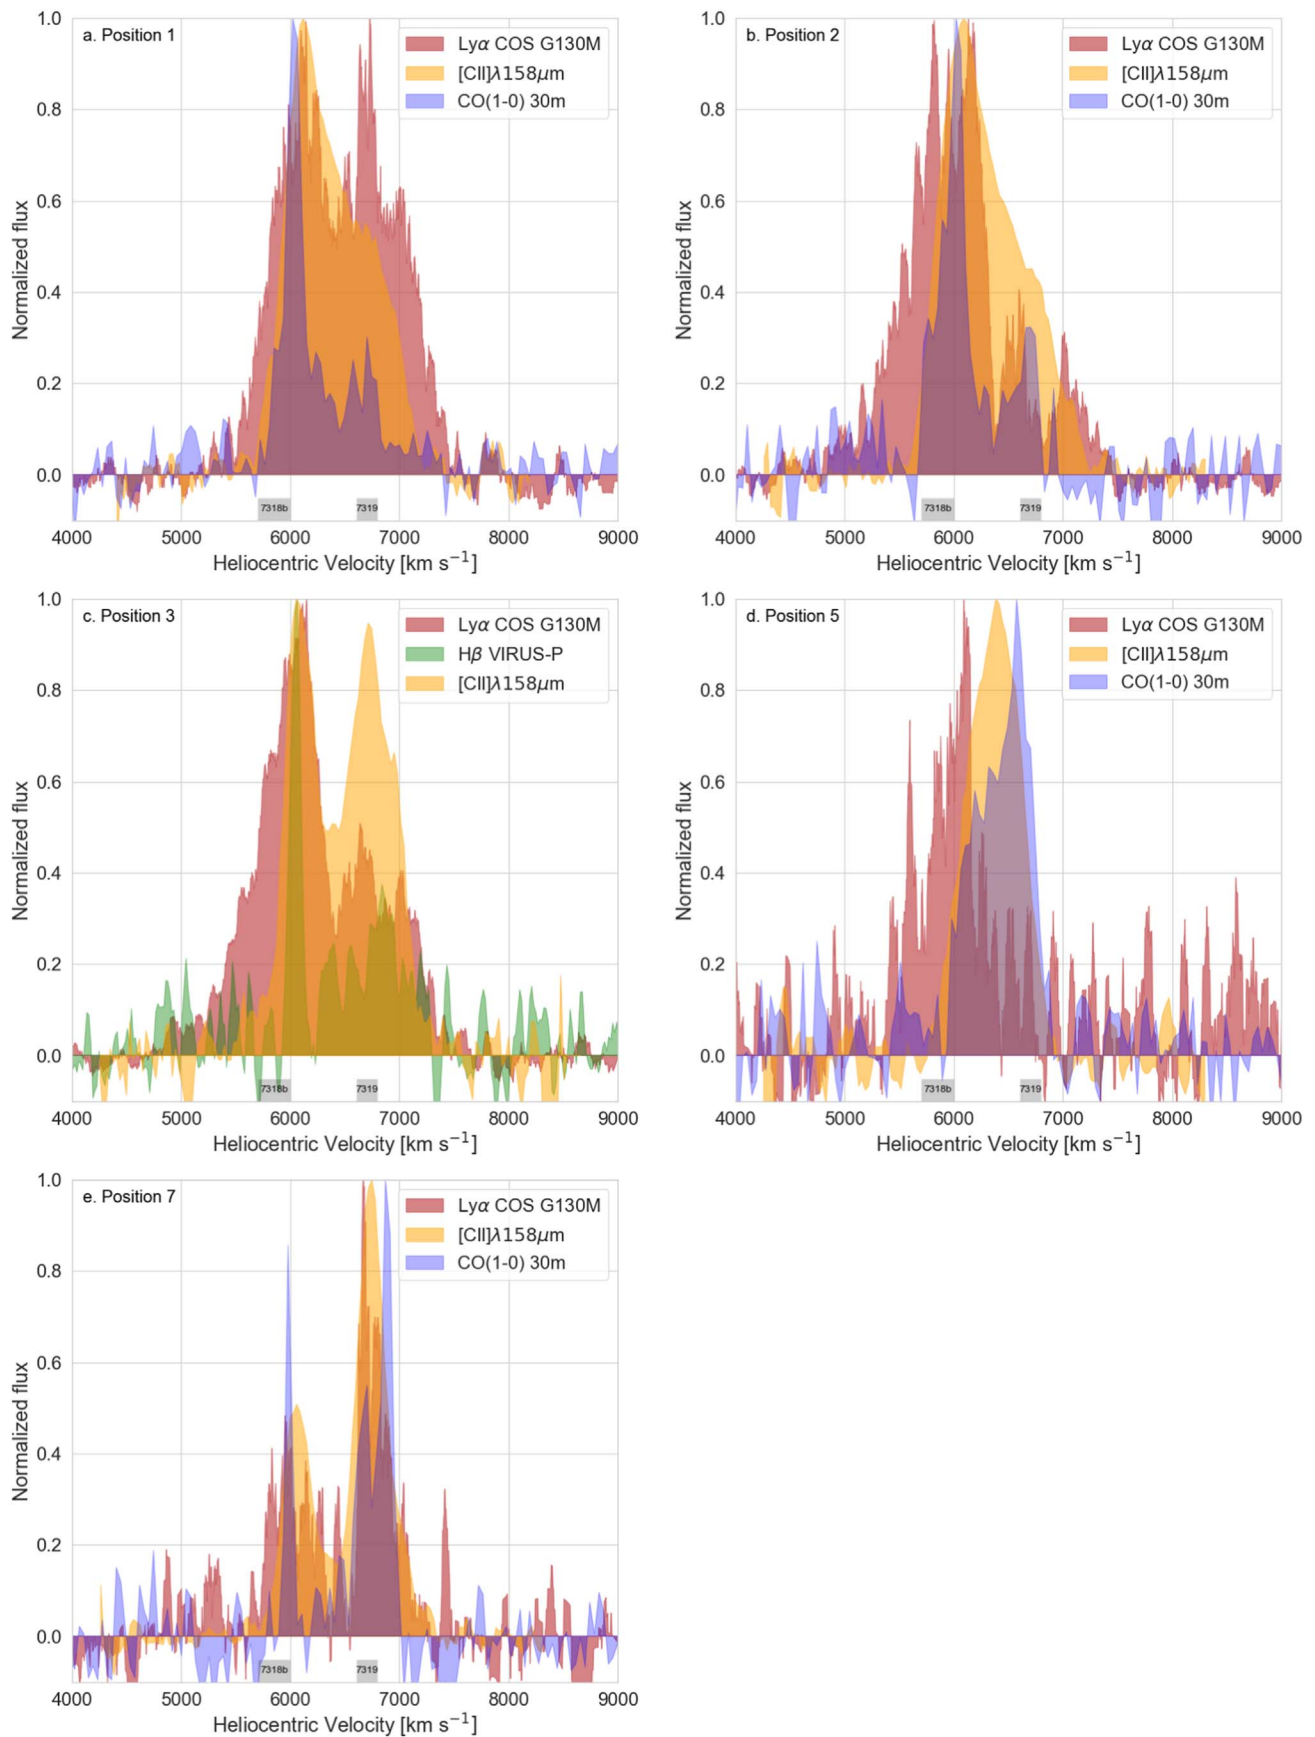 a. Position 1
Lyα COS G130M
[CII]λ158μm
CO(1-0) 30m
Normalized flux
1.0
0.8
0.6
0.4
0.2
0.0
7318b
7319
4000 5000 6000 7000 8000 9000
Heliocentric Velocity [km s⁻¹]
b. Position 2
Lyα COS G130M
[CII]λ158μm
CO(1-0) 30m
Normalized flux
1.0
0.8
0.6
0.4
0.2
0.0
7318b
7319
4000 5000 6000 7000 8000 9000
Heliocentric Velocity [km s⁻¹]
c. Position 3
Lyα COS G130M
Hβ VIRUS-P
[CII]λ158μm
Normalized flux
1.0
0.8
0.6
0.4
0.2
0.0
7318b
7319
4000 5000 6000 7000 8000 9000
Heliocentric Velocity [km s⁻¹]
d. Position 5
Lyα COS G130M
[CII]λ158μm
CO(1-0) 30m
Normalized flux
1.0
0.8
0.6
0.4
0.2
0.0
7318b
7319
4000 5000 6000 7000 8000 9000
Heliocentric Velocity [km s⁻¹]
e. Position 7
Lyα COS G130M
[CII]λ158μm
CO(1-0) 30m
Normalized flux
1.0
0.8
0.6
0.4
0.2
0.0
7318b
7319
4000 5000 6000 7000 8000 9000
Heliocentric Velocity [km s⁻¹]